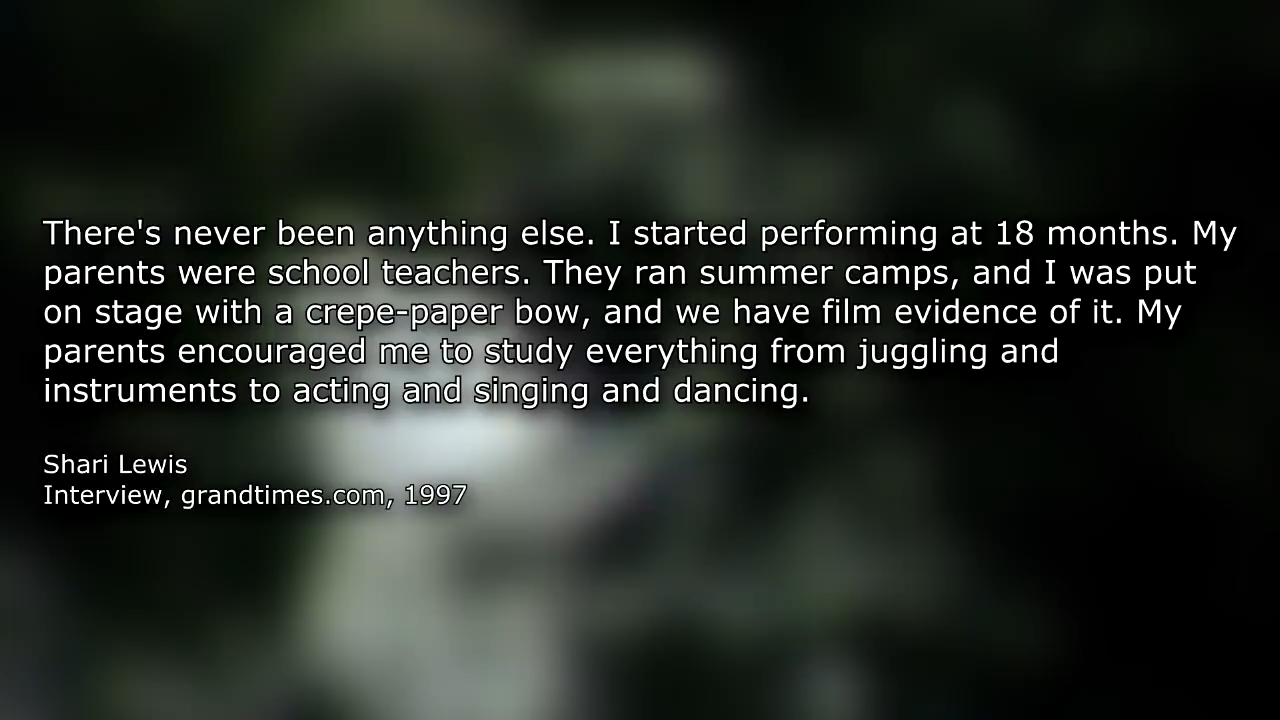 There's never been anything else. I started performing at 18 months. My
parents were school teachers. They ran summer camps, and I was put
on stage with a crepe-paper bow, and we have film evidence of it. My
parents encouraged me to study everything from juggling and
instruments to acting and singing and dancing.
Shari Lewis
Interview, grandtimes.com, 1997